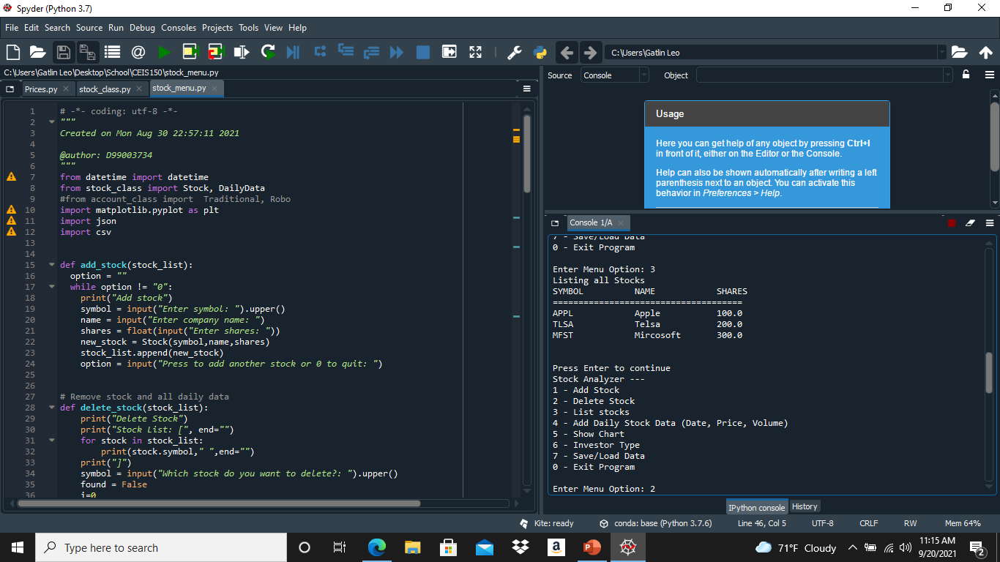 Spyder (Python 3.7)
File Edit Search Source Run Debug Consoles Projects Tools View Help
C:\Users\Gatlin Leo
C:\Users\Gatlin Leo\Desktop\School\CEIS150\stock_menu.py
Prices.py
stock_class.py
stock_menu.py
1 # -*- coding: utf-8 -*-
2 """
3 Created on Mon Aug 30 22:57:11 2021
4
5 @author: D99003734
6 """
7 from datetime import datetime
8 from stock_class import Stock, DailyData
9 #from account_class import  Traditional, Robo
10 import matplotlib.pyplot as plt
11 import json
12 import csv
13
14
15 def add_stock(stock_list):
16   option = ""
17   while option != "0":
18     print("Add stock")
19     symbol = input("Enter symbol: ").upper()
20     name = input("Enter company name: ")
21     shares = float(input("Enter shares: "))
22     new_stock = Stock(symbol,name,shares)
23     stock_list.append(new_stock)
24     option = input("Press to add another stock or 0 to quit: ")
25
26
27 # Remove stock and all daily data
28 def delete_stock(stock_list):
29     print("Delete Stock")
30     print("Stock List: [", end="")
31     for stock in stock_list:
32         print(stock.symbol," ",end="")
33     print("]")
34     symbol = input("Which stock do you want to delete?: ").upper()
35     found = False
36     i=0
Source Console Object
Usage
Here you can get help of any object by pressing Ctrl+I
in front of it, either on the Editor or the Console.
Help can also be shown automatically after writing a left
parenthesis next to an object. You can activate this
behavior in Preferences > Help.
Console 1/A
7 - Save/Load Data
0 - Exit Program
Enter Menu Option: 3
Listing all Stocks
SYMBOL NAME SHARES
=====================================
APPL Apple 100.0
TLSA Telsa 200.0
MFST Mircosoft 300.0
Press Enter to continue
Stock Analyzer ---
1 - Add Stock
2 - Delete Stock
3 - List stocks
4 - Add Daily Stock Data (Date, Price, Volume)
5 - Show Chart
6 - Investor Type
7 - Save/Load Data
0 - Exit Program
Enter Menu Option: 2
IPython console History
Kite: ready conda: base (Python 3.7.6) Line 46, Col 5 UTF-8 CRLF RW Mem 64%
Type here to search
71°F Cloudy
11:15 AM
9/20/2021
2